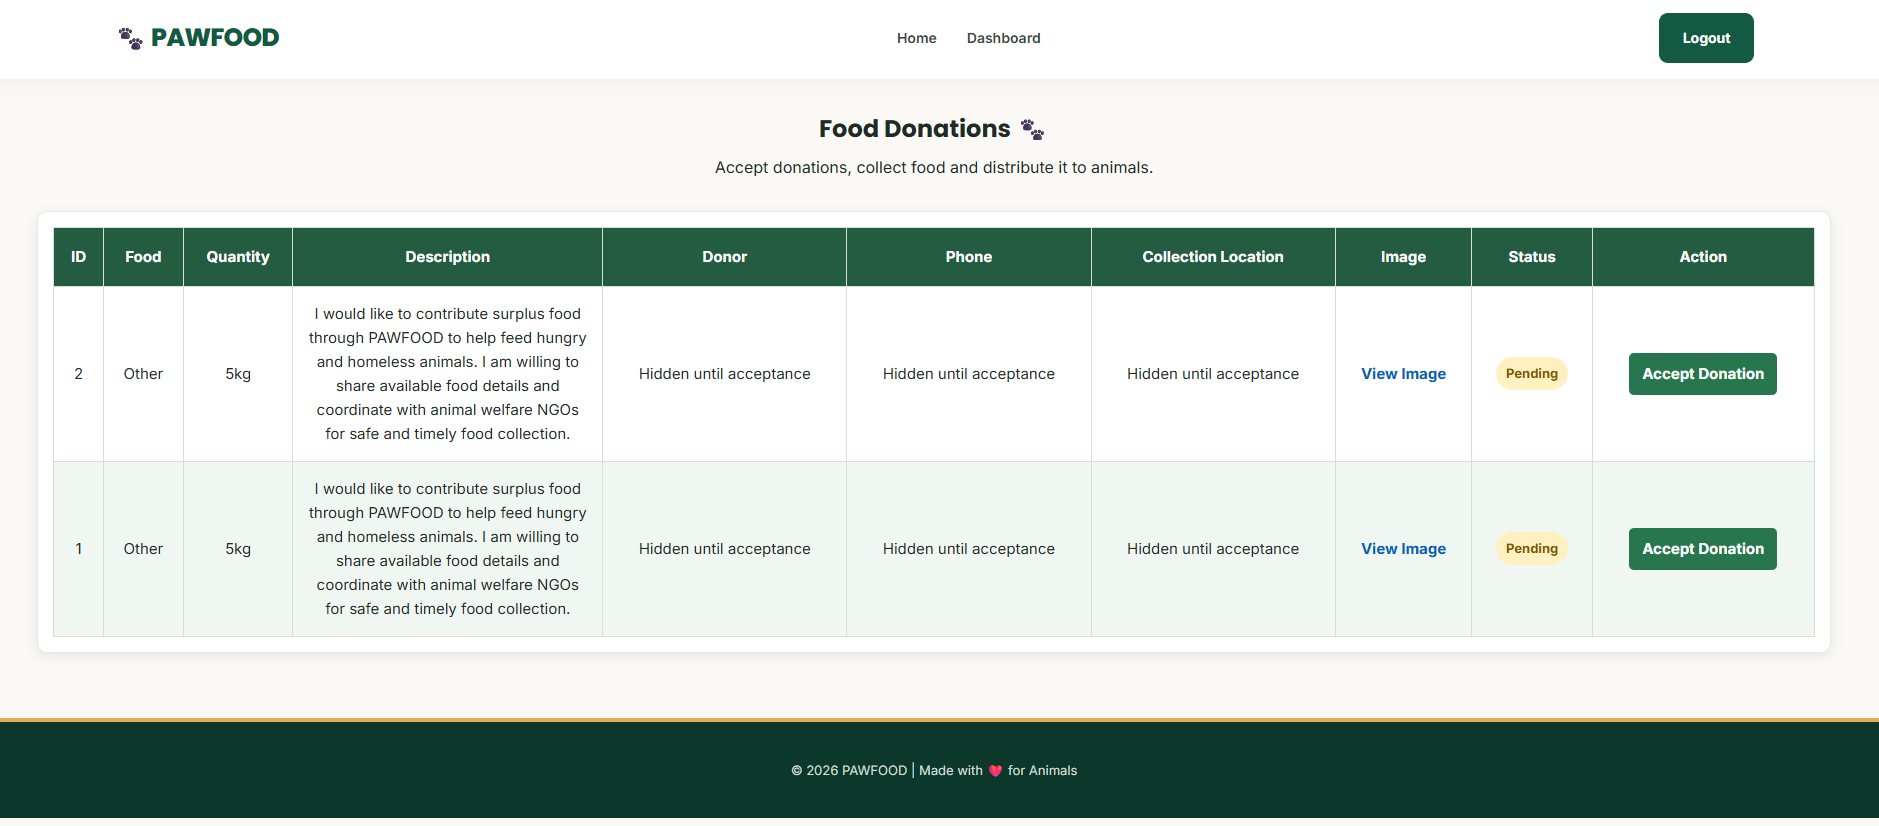 🐾 PAWFOOD
Home Dashboard
Logout
Food Donations 🐾
Accept donations, collect food and distribute it to animals.
ID Food Quantity Description Donor Phone Collection Location Image Status Action
I would like to contribute surplus food
through PAWFOOD to help feed hungry
and homeless animals. I am willing to
2 Other 5kg share available food details and Hidden until acceptance Hidden until acceptance Hidden until acceptance View Image Pending Accept Donation
coordinate with animal welfare NGOs
for safe and timely food collection.
I would like to contribute surplus food
through PAWFOOD to help feed hungry
and homeless animals. I am willing to
1 Other 5kg share available food details and Hidden until acceptance Hidden until acceptance Hidden until acceptance View Image Pending Accept Donation
coordinate with animal welfare NGOs
for safe and timely food collection.
© 2026 PAWFOOD | Made with ❤️ for Animals